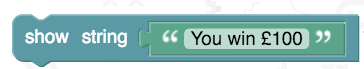 show string “ You win £100 ”